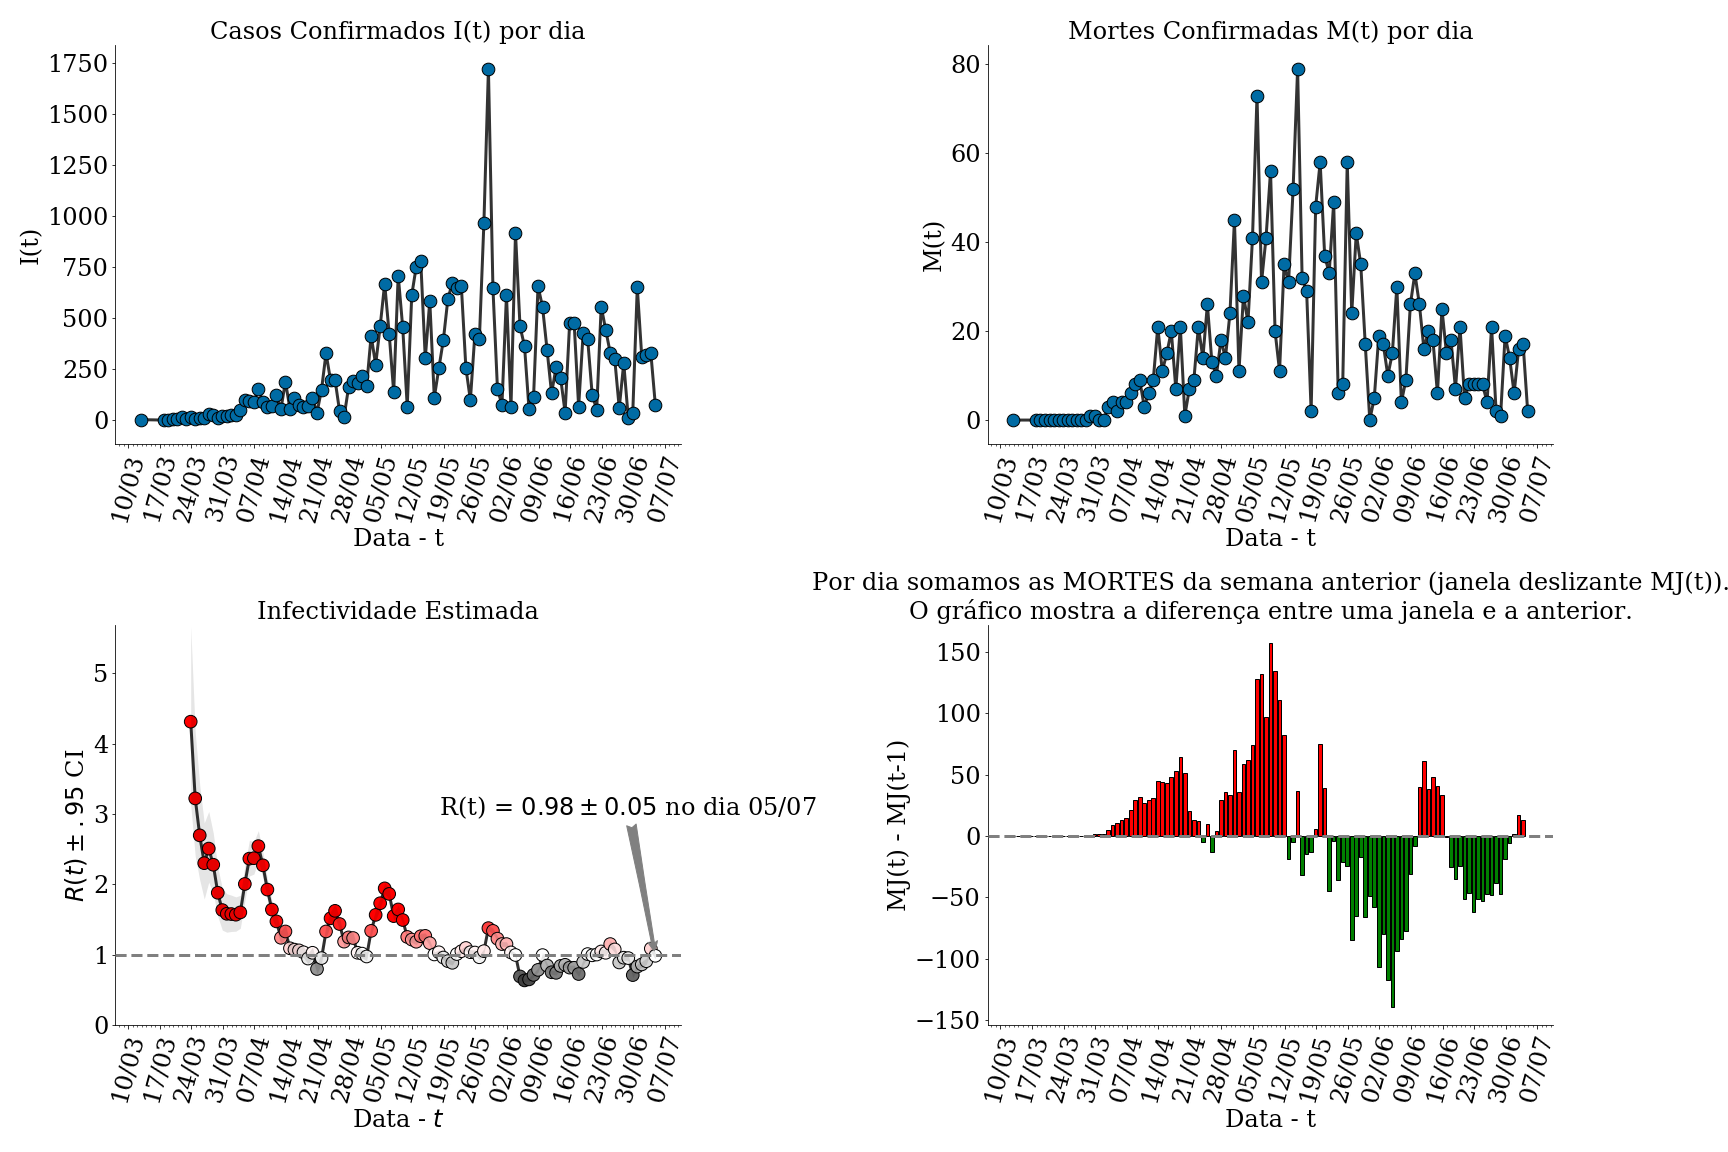 Casos Confirmados I(t) por dia
I(t)
1750
1500
1250
1000
750
500
250
0
10/03 17/03 24/03 31/03 07/04 14/04 21/04 28/04 05/05 12/05 19/05 26/05 02/06 09/06 16/06 23/06 30/06 07/07
Data - t
Mortes Confirmadas M(t) por dia
M(t)
80
60
40
20
0
10/03 17/03 24/03 31/03 07/04 14/04 21/04 28/04 05/05 12/05 19/05 26/05 02/06 09/06 16/06 23/06 30/06 07/07
Data - t
Infectividade Estimada
R(t) ± .95 CI
5
4
3
2
1
0
R(t) = 0.98 ± 0.05 no dia 05/07
10/03 17/03 24/03 31/03 07/04 14/04 21/04 28/04 05/05 12/05 19/05 26/05 02/06 09/06 16/06 23/06 30/06 07/07
Data - t
Por dia somamos as MORTES da semana anterior (janela deslizante MJ(t)).
O gráfico mostra a diferença entre uma janela e a anterior.
MJ(t) - MJ(t-1)
150
100
50
0
−50
−100
−150
10/03 17/03 24/03 31/03 07/04 14/04 21/04 28/04 05/05 12/05 19/05 26/05 02/06 09/06 16/06 23/06 30/06 07/07
Data - t